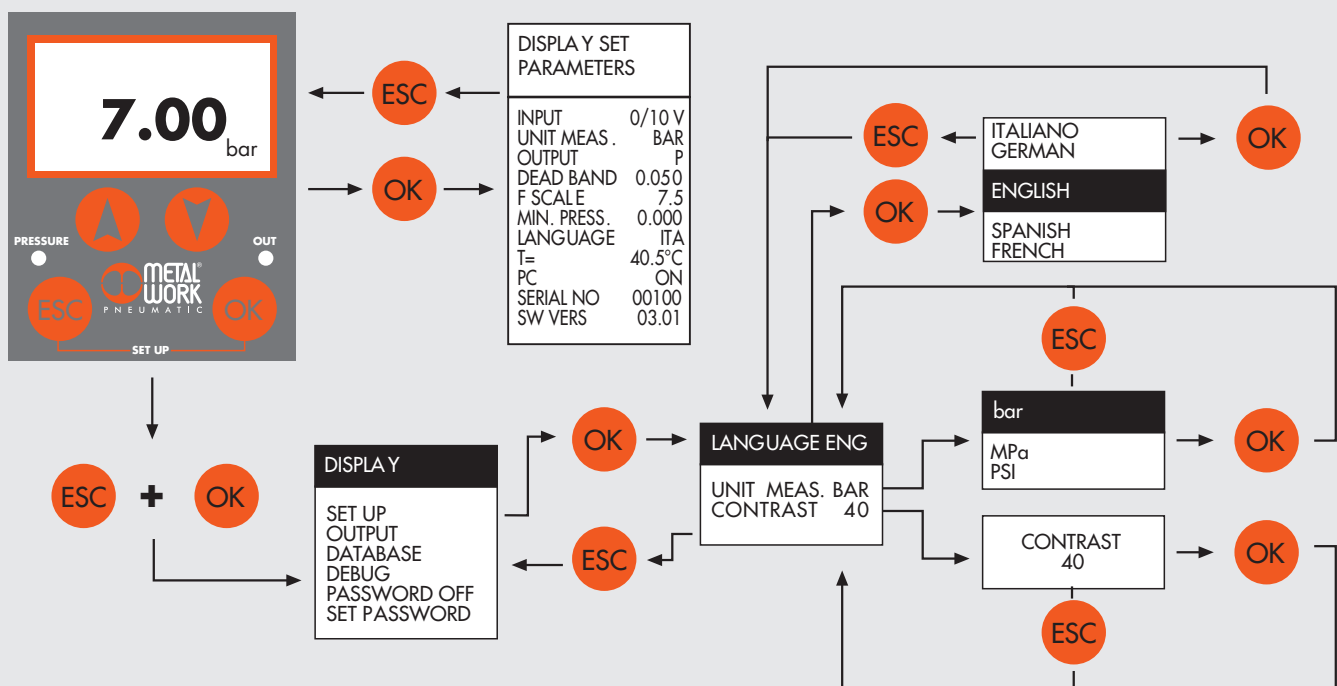 7.00
bar
PRESSURE
OUT
METAL®
WORK
PNEUMATIC
ESC
OK
SET UP
ESC
OK
DISPLA Y SET
PARAMETERS
INPUT 0/10 V
UNIT MEAS . BAR
OUTPUT P
DEAD BAND 0.050
F SCALE 7.5
MIN. PRESS. 0.000
LANGUAGE ITA
T= 40.5°C
PC ON
SERIAL NO 00100
SW VERS 03.01
ESC
ITALIANO
GERMAN
ENGLISH
SPANISH
FRENCH
OK
OK
ESC
bar
MPa
PSI
OK
ESC + OK
DISPLA Y
SET UP
OUTPUT
DATABASE
DEBUG
PASSWORD OFF
SET PASSWORD
OK
ESC
LANGUAGE ENG
UNIT MEAS. BAR
CONTRAST 40
CONTRAST
40
OK
ESC